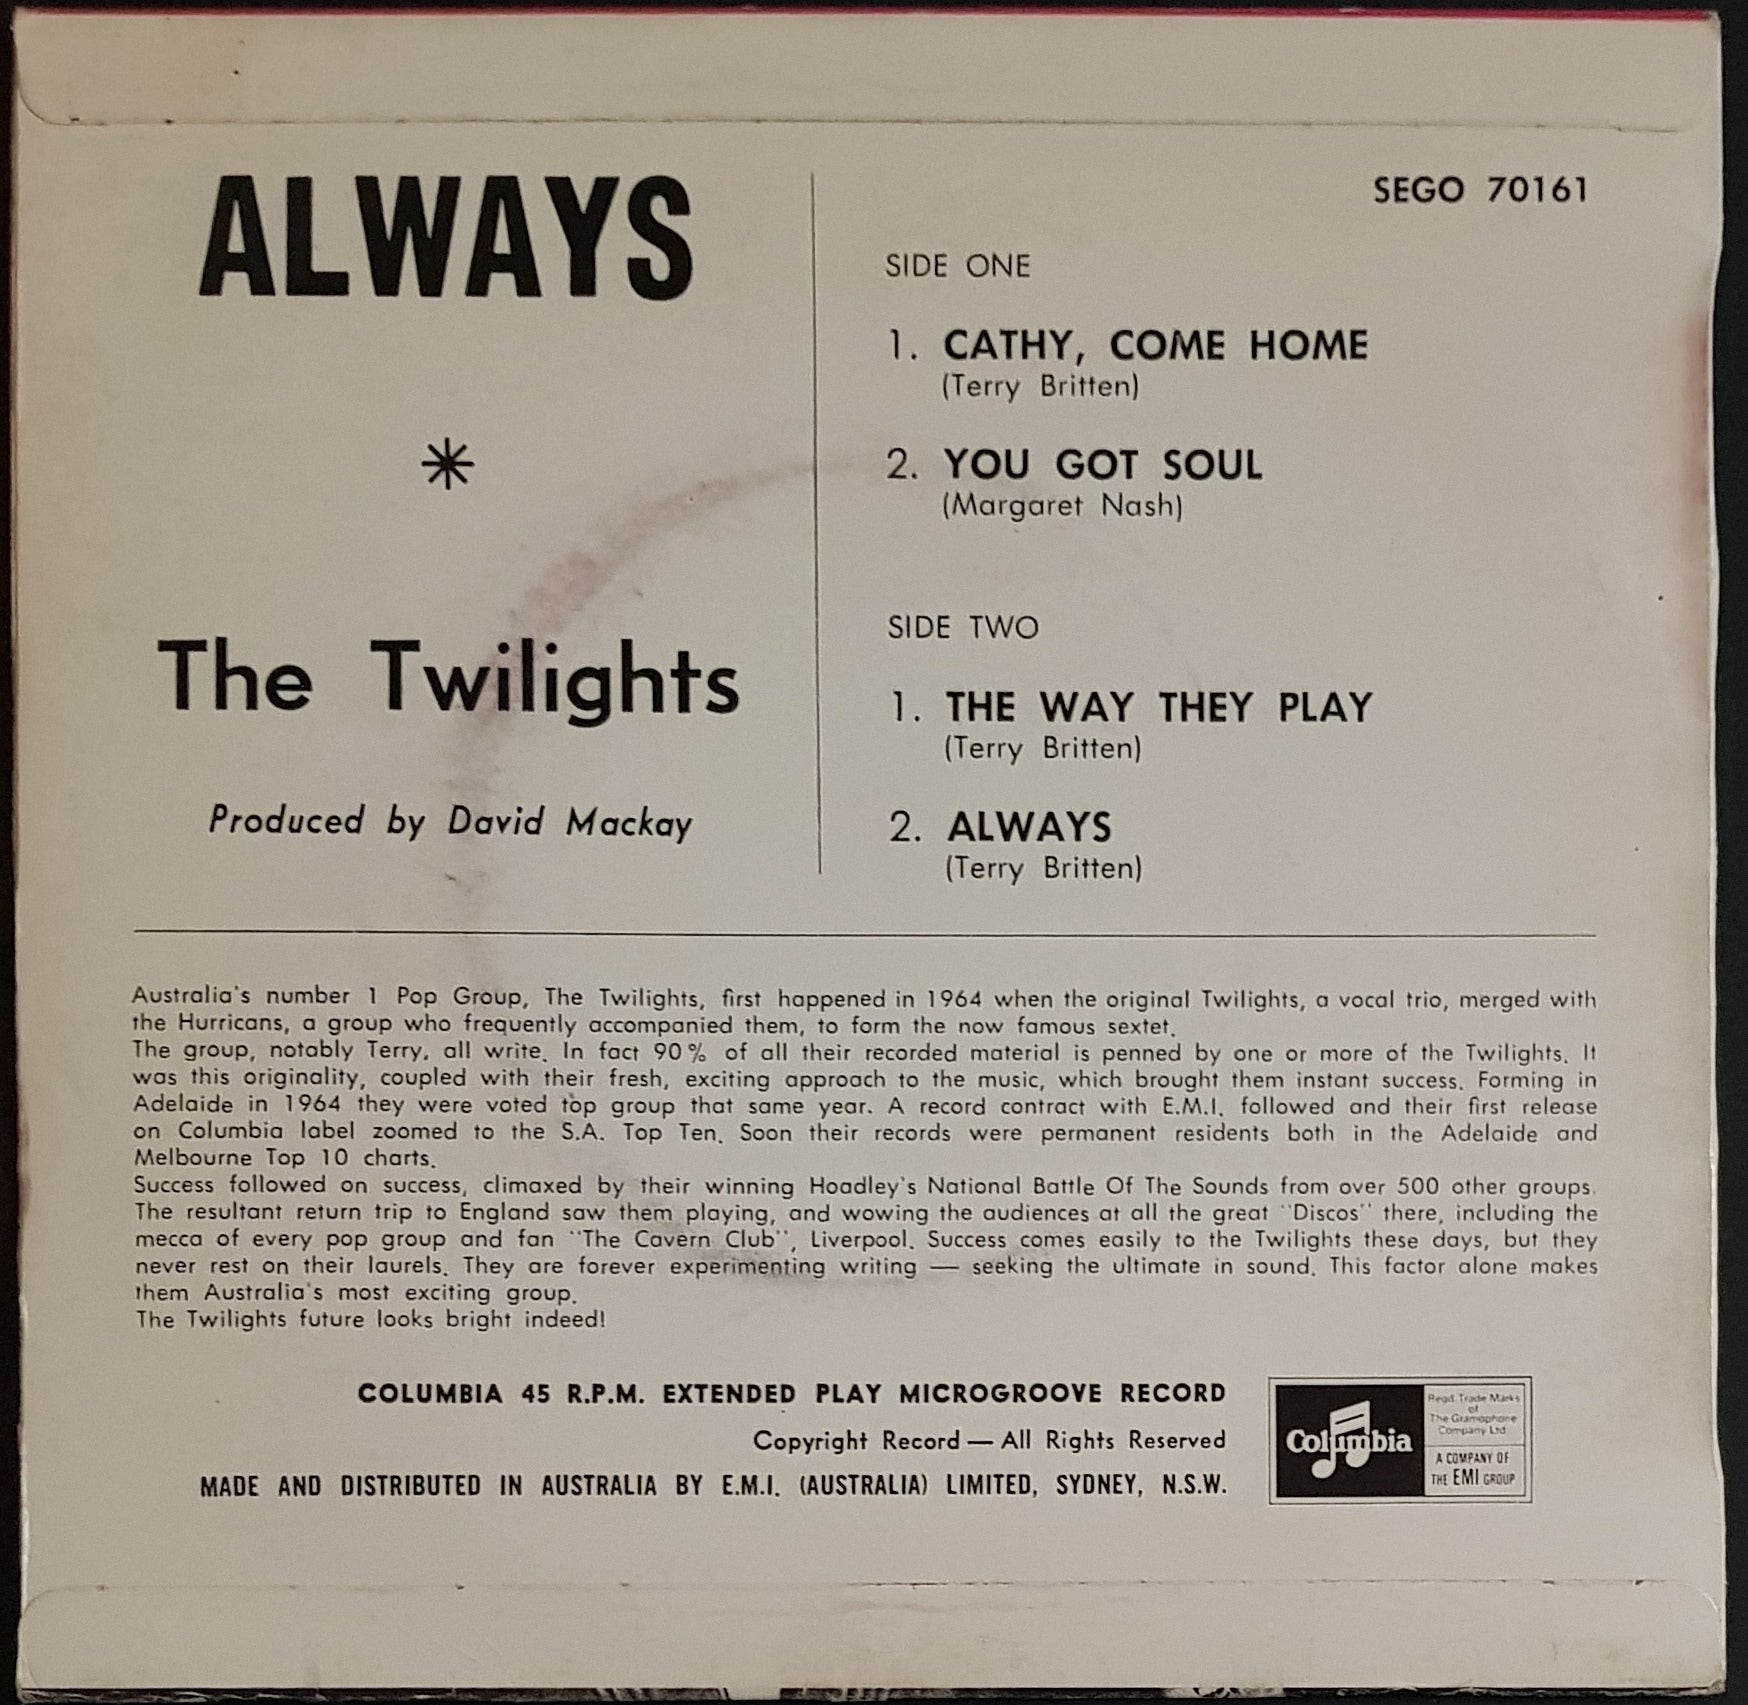 ALWAYS
The Twilights
Produced by David Mackay
SEGO 70161
SIDE ONE
1. CATHY, COME HOME
(Terry Britten)
2. YOU GOT SOUL
(Margaret Nash)
SIDE TWO
1. THE WAY THEY PLAY
(Terry Britten)
2. ALWAYS
(Terry Britten)
Australia's number 1 Pop Group, The Twilights, first happened in 1964 when the original Twilights, a vocal trio, merged with
the Hurricans, a group who frequently accompanied them, to form the now famous sextet.
The group, notably Terry, all write. In fact 90% of all their recorded material is penned by one or more of the Twilights. It
was this originality, coupled with their fresh, exciting approach to the music, which brought them instant success. Forming in
Adelaide in 1964 they were voted top group that same year. A record contract with E.M.I. followed and their first release
on Columbia label zoomed to the S.A. Top Ten. Soon their records were permanent residents both in the Adelaide and
Melbourne Top 10 charts.
Success followed on success, climaxed by their winning Hoadley's National Battle Of The Sounds from over 500 other groups.
The resultant return trip to England saw them playing, and wowing the audiences at all the great "Discos" there, including the
mecca of every pop group and fan "The Cavern Club", Liverpool. Success comes easily to the Twilights these days, but they
never rest on their laurels. They are forever experimenting writing — seeking the ultimate in sound. This factor alone makes
them Australia's most exciting group.
The Twilights future looks bright indeed!
COLUMBIA 45 R.P.M. EXTENDED PLAY MICROGROOVE RECORD
Copyright Record — All Rights Reserved
MADE AND DISTRIBUTED IN AUSTRALIA BY E.M.I. (AUSTRALIA) LIMITED, SYDNEY, N.S.W.
Columbia
Regd. Trade Marks
of
The Gramophone
Company Ltd.
A COMPANY OF
THE EMI GROUP